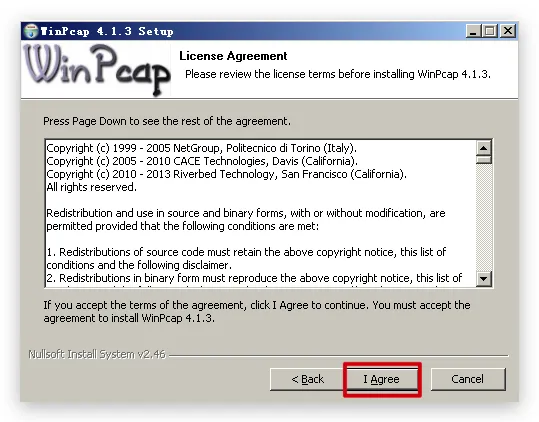 WinPcap 4.1.3 Setup
WinPcap
License Agreement
Please review the license terms before installing WinPcap 4.1.3.
Press Page Down to see the rest of the agreement.
Copyright (c) 1999 - 2005 NetGroup, Politecnico di Torino (Italy).
Copyright (c) 2005 - 2010 CACE Technologies, Davis (California).
Copyright (c) 2010 - 2013 Riverbed Technology, San Francisco (California).
All rights reserved.
Redistribution and use in source and binary forms, with or without modification, are
permitted provided that the following conditions are met:
1. Redistributions of source code must retain the above copyright notice, this list of
conditions and the following disclaimer.
2. Redistributions in binary form must reproduce the above copyright notice, this list of
If you accept the terms of the agreement, click I Agree to continue. You must accept the
agreement to install WinPcap 4.1.3.
Nullsoft Install System v2.46
< Back
I Agree
Cancel